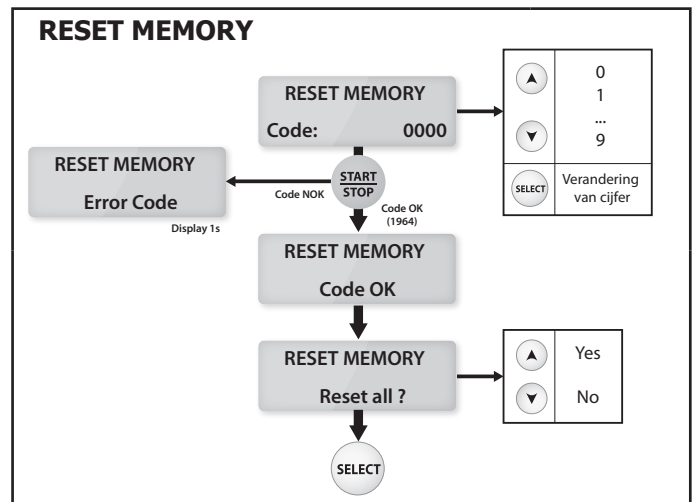 RESET MEMORY
RESET MEMORY
Code: 0000
0
1
...
9
SELECT
Verandering
van cijfer
START
STOP
Code NOK
RESET MEMORY
Error Code
Display 1s
Code OK
(1964)
RESET MEMORY
Code OK
RESET MEMORY
Reset all ?
Yes
No
SELECT